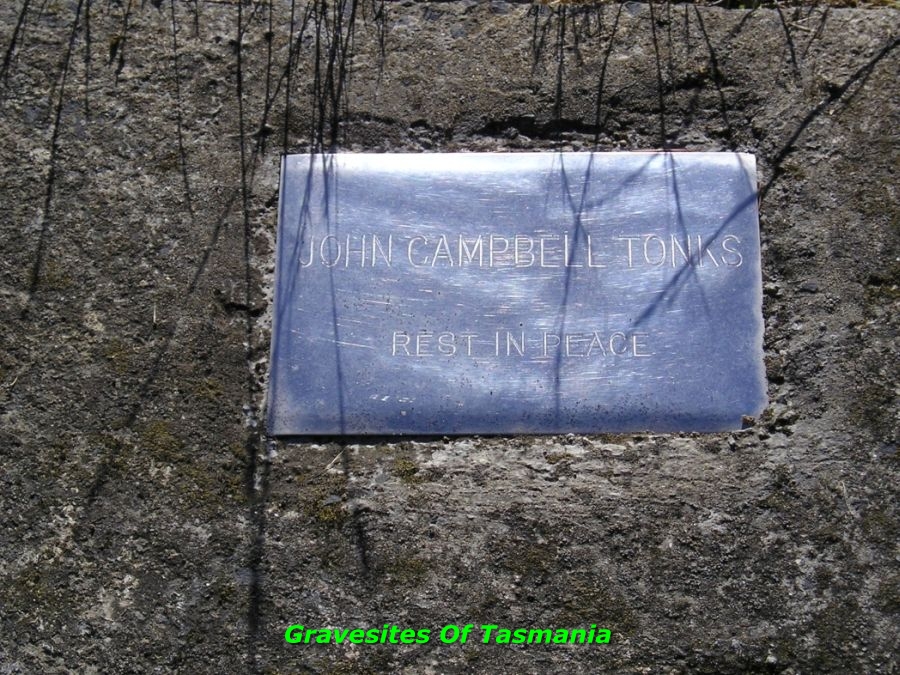 JOHN CAMPBELL TONKS
REST IN PEACE
Gravesites Of Tasmania